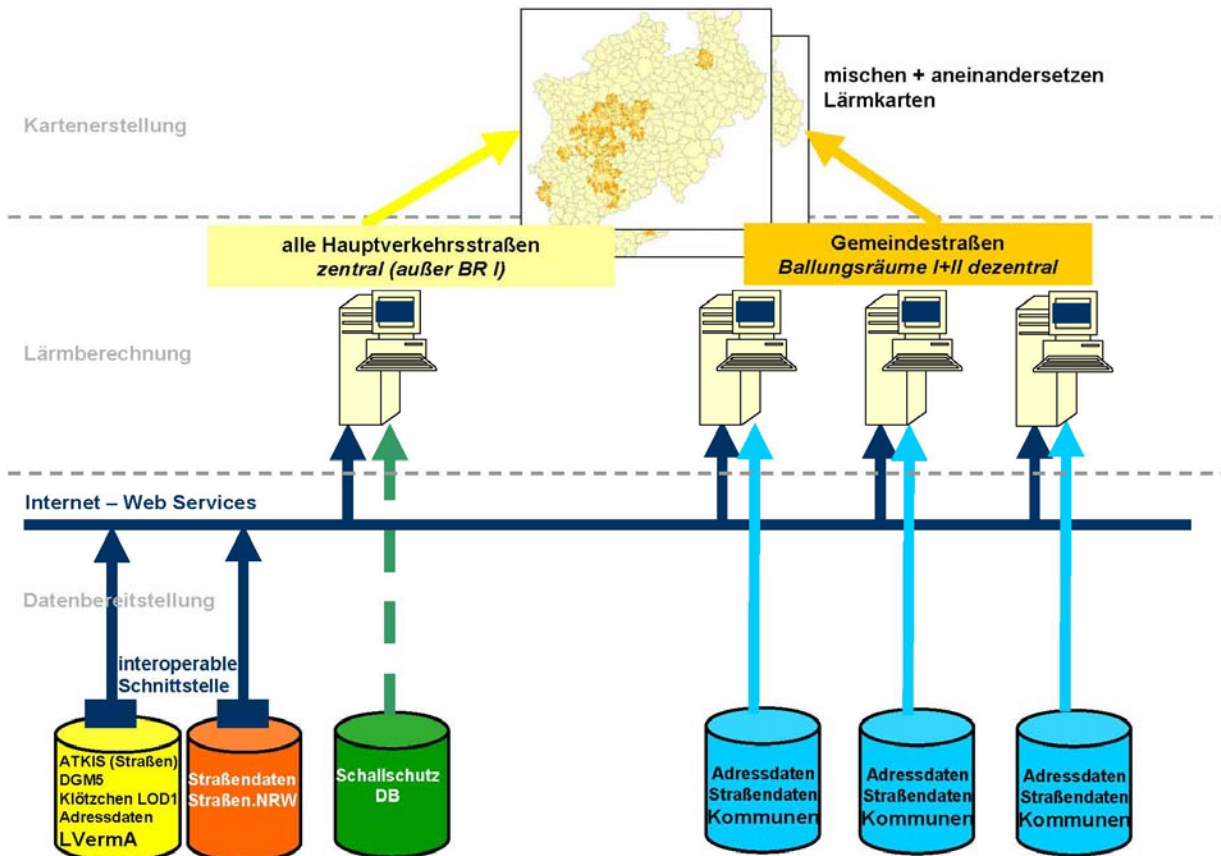 mischen + aneinandersetzen
Lärmkarten
Kartenerstellung
alle Hauptverkehrsstraßen
zentral (außer BR I)
Gemeindestraßen
Ballungsräume I+II dezentral
Lärmberechnung
Internet – Web Services
Datenbereitstellung
interoperable
Schnittstelle
ATKIS (Straßen)
DGM5
Klötzchen LOD1
Adressdaten
LVermA
Straßendaten
Straßen.NRW
Schallschutz
DB
Adressdaten
Straßendaten
Kommunen
Adressdaten
Straßendaten
Kommunen
Adressdaten
Straßendaten
Kommunen